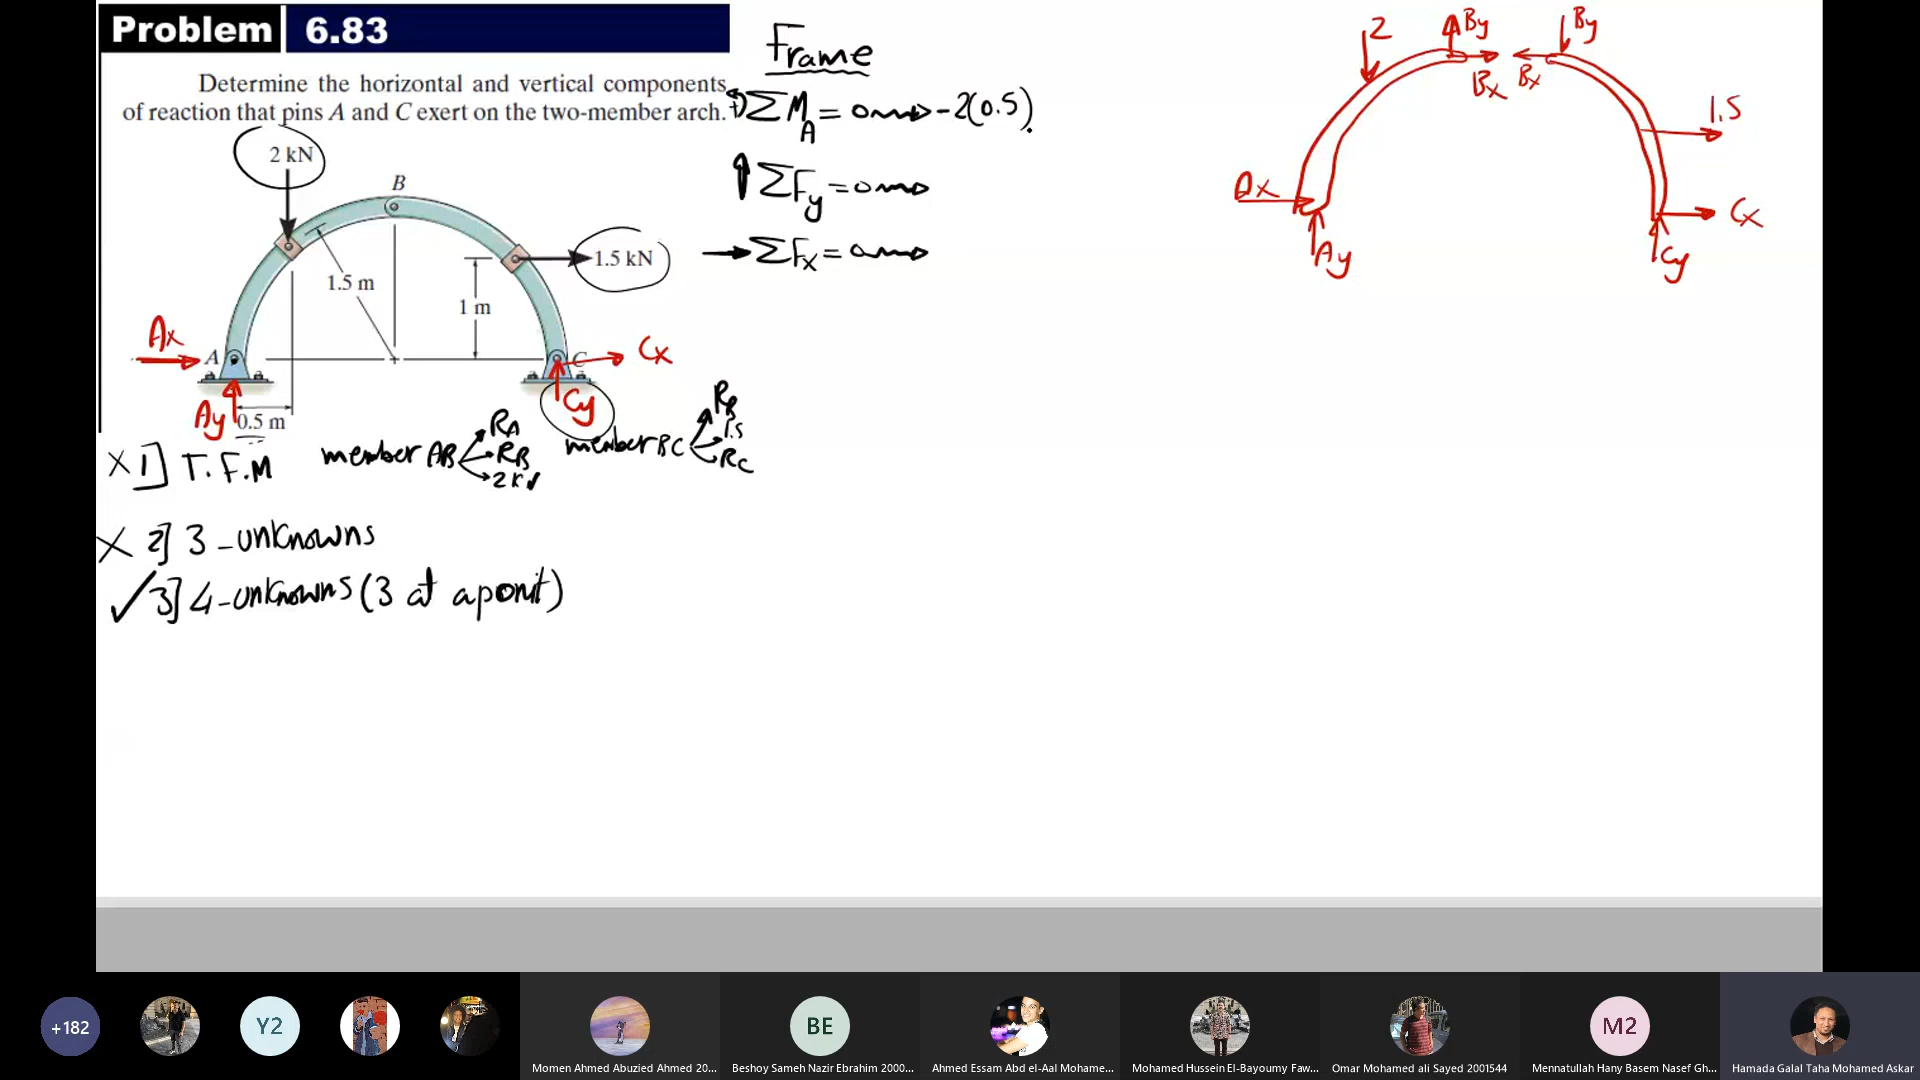 Problem 6.83
Determine the horizontal and vertical components
of reaction that pins A and C exert on the two-member arch.
2 kN
B
1.5 m
1.5 kN
1 m
Ax
A
C
Cx
Ay
0.5 m
Cy
Frame
+ΣM_A = 0 → -2(0.5)
↑ΣFy = 0 →
→ΣFx = 0 →
2
By
Bx
By
Bx
1.5
Ax
Ay
Cx
Cy
x 1] T.F.M
member AB
RA
RB
2 kN
member BC
RB
1.5
RC
X 2] 3 - unknowns
✓ 3] 4 - unknowns (3 at a ponit)
+182
Y2
BE
M2
Momen Ahmed Abuzied Ahmed 20...
Beshoy Sameh Nazir Ebrahim 2000...
Ahmed Essam Abd el-Aal Mohame...
Mohamed Hussein El-Bayoumy Faw...
Omar Mohamed ali Sayed 2001544
Mennatullah Hany Basem Nasef Gh...
Hamada Galal Taha Mohamed Askar